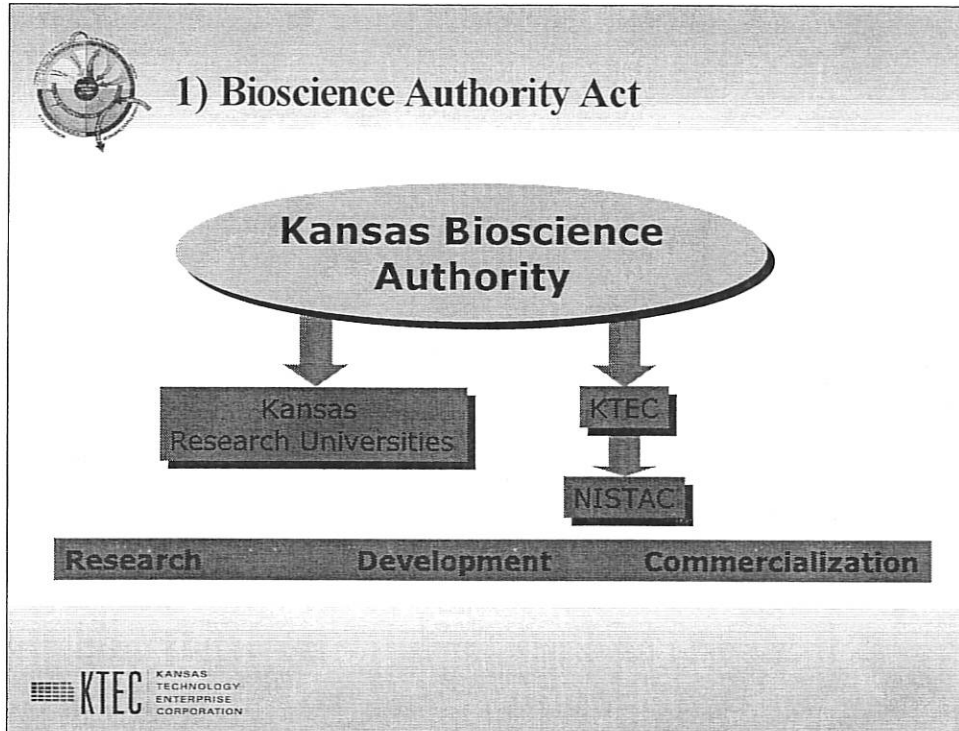 1) Bioscience Authority Act
Kansas Bioscience
Authority
Kansas
Research Universities
KTEC
NISTAC
Research Development Commercialization
KTEC
KANSAS
TECHNOLOGY
ENTERPRISE
CORPORATION